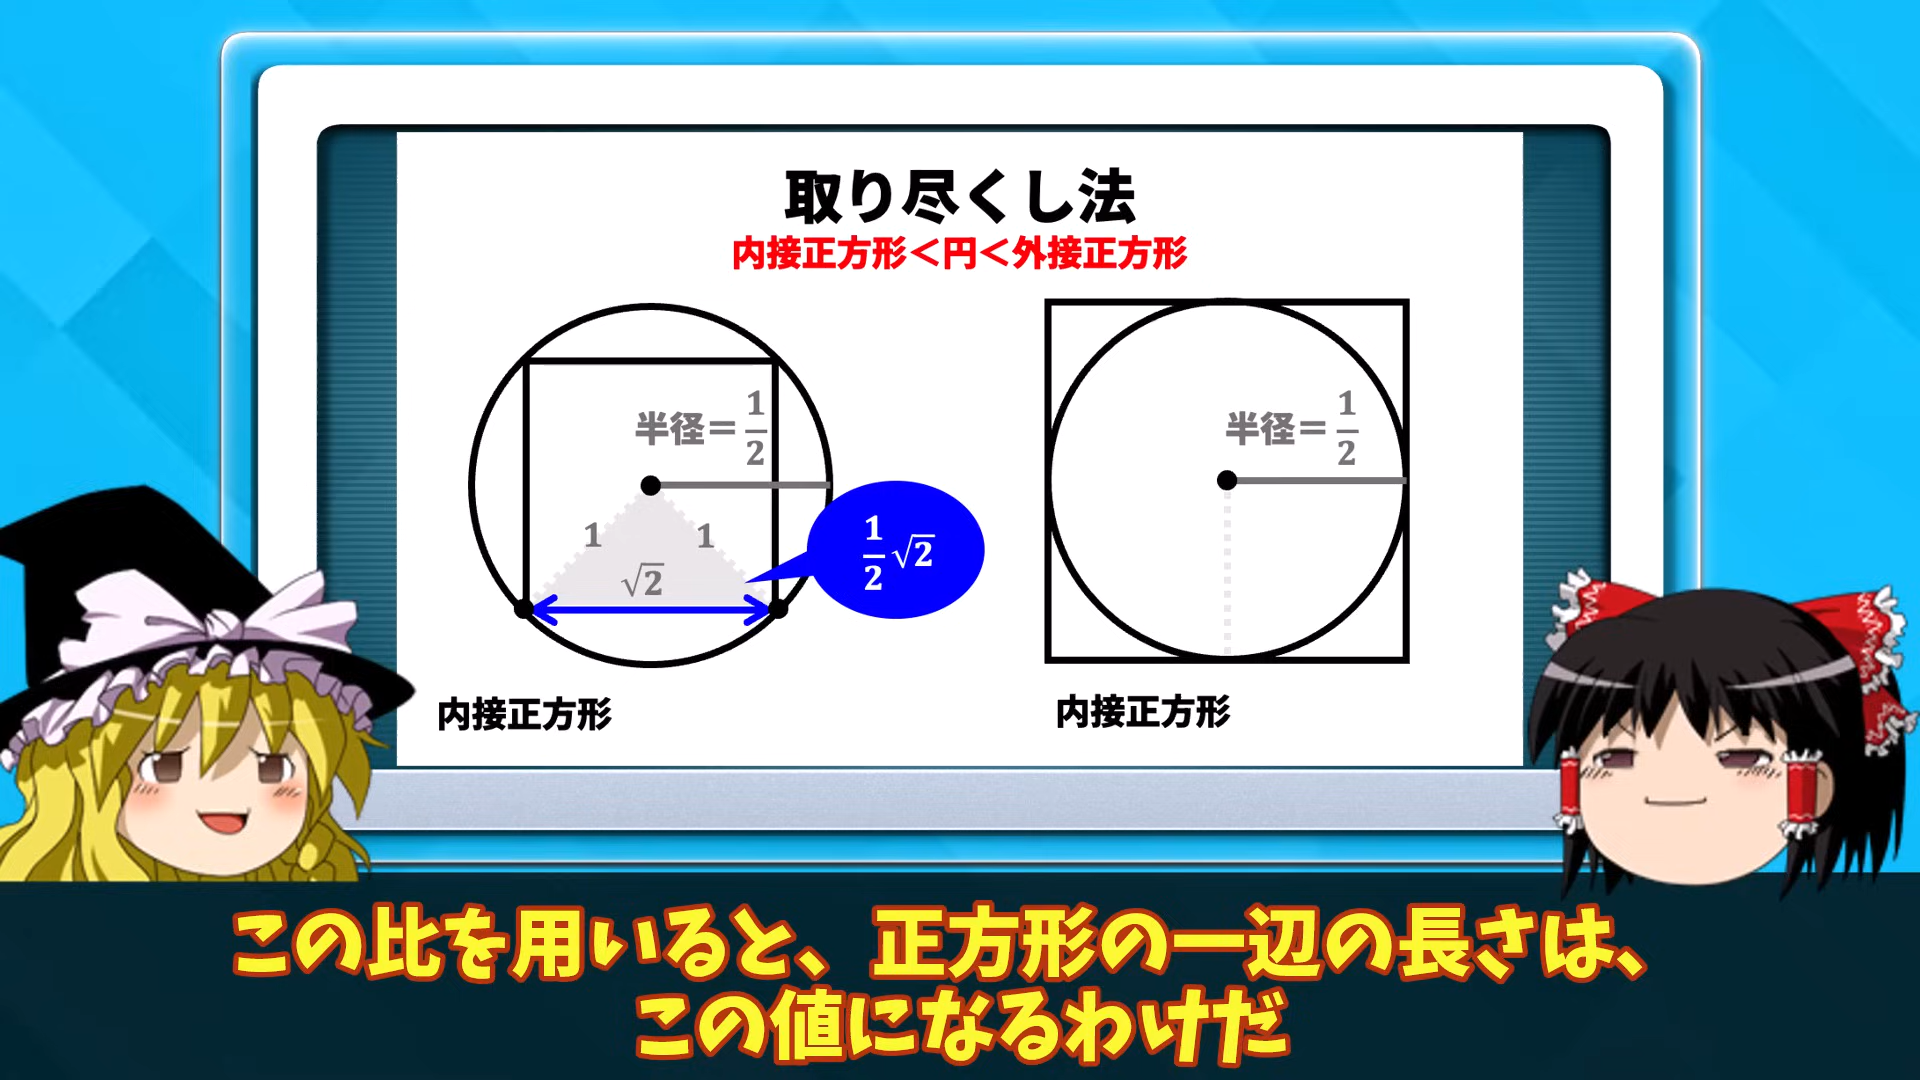 取り尽くし法
内接正方形＜円＜外接正方形
半径＝1/2
1
1
√2
1/2 √2
内接正方形
半径＝1/2
内接正方形
この比を用いると、正方形の一辺の長さは、
この値になるわけだ